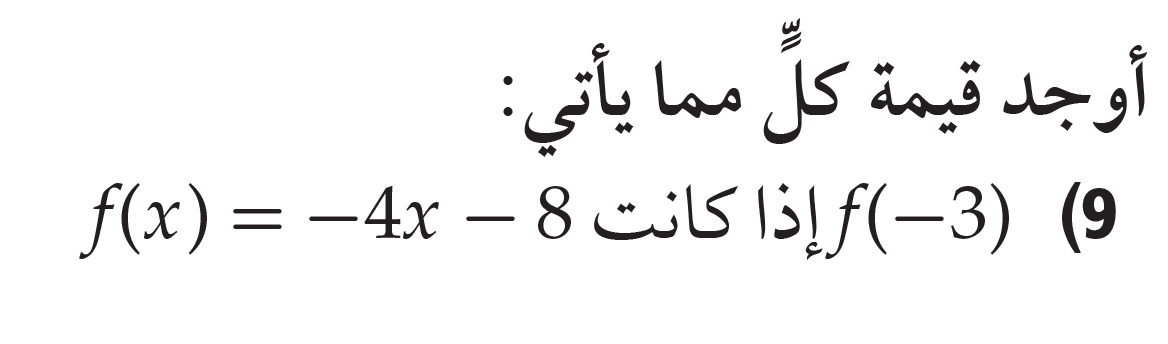 أوجد قيمة كلٍّ مما يأتي:
9) f(−3) إذا كانت f(x) = −4x − 8